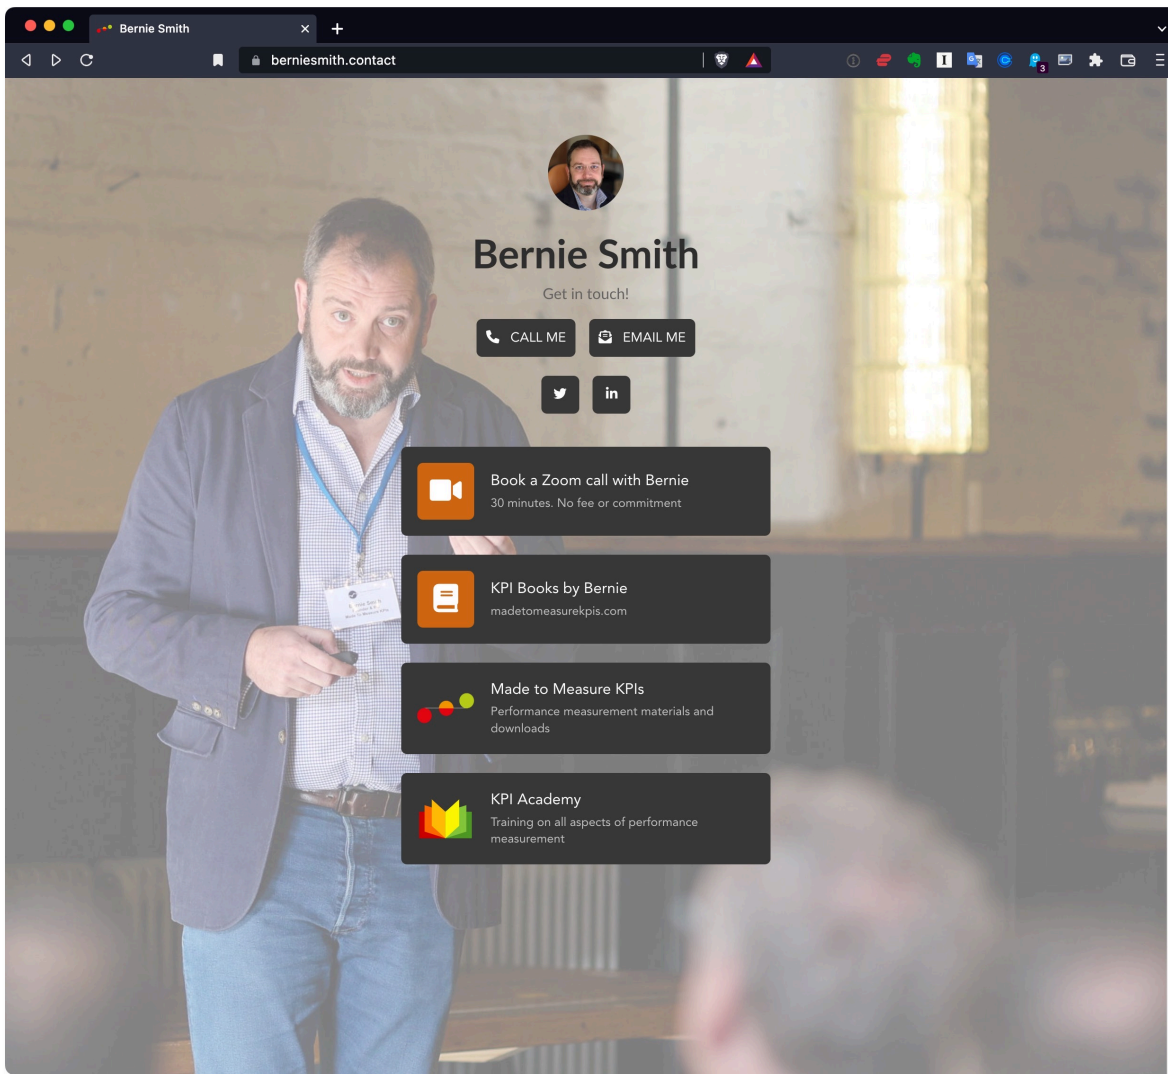 Bernie Smith
berniesmith.contact
3
Bernie Smith
Get in touch!
CALL ME
EMAIL ME
in
Book a Zoom call with Bernie
30 minutes. No fee or commitment
KPI Books by Bernie
madetomeasurekpis.com
Made to Measure KPIs
Performance measurement materials and
downloads
KPI Academy
Training on all aspects of performance
measurement